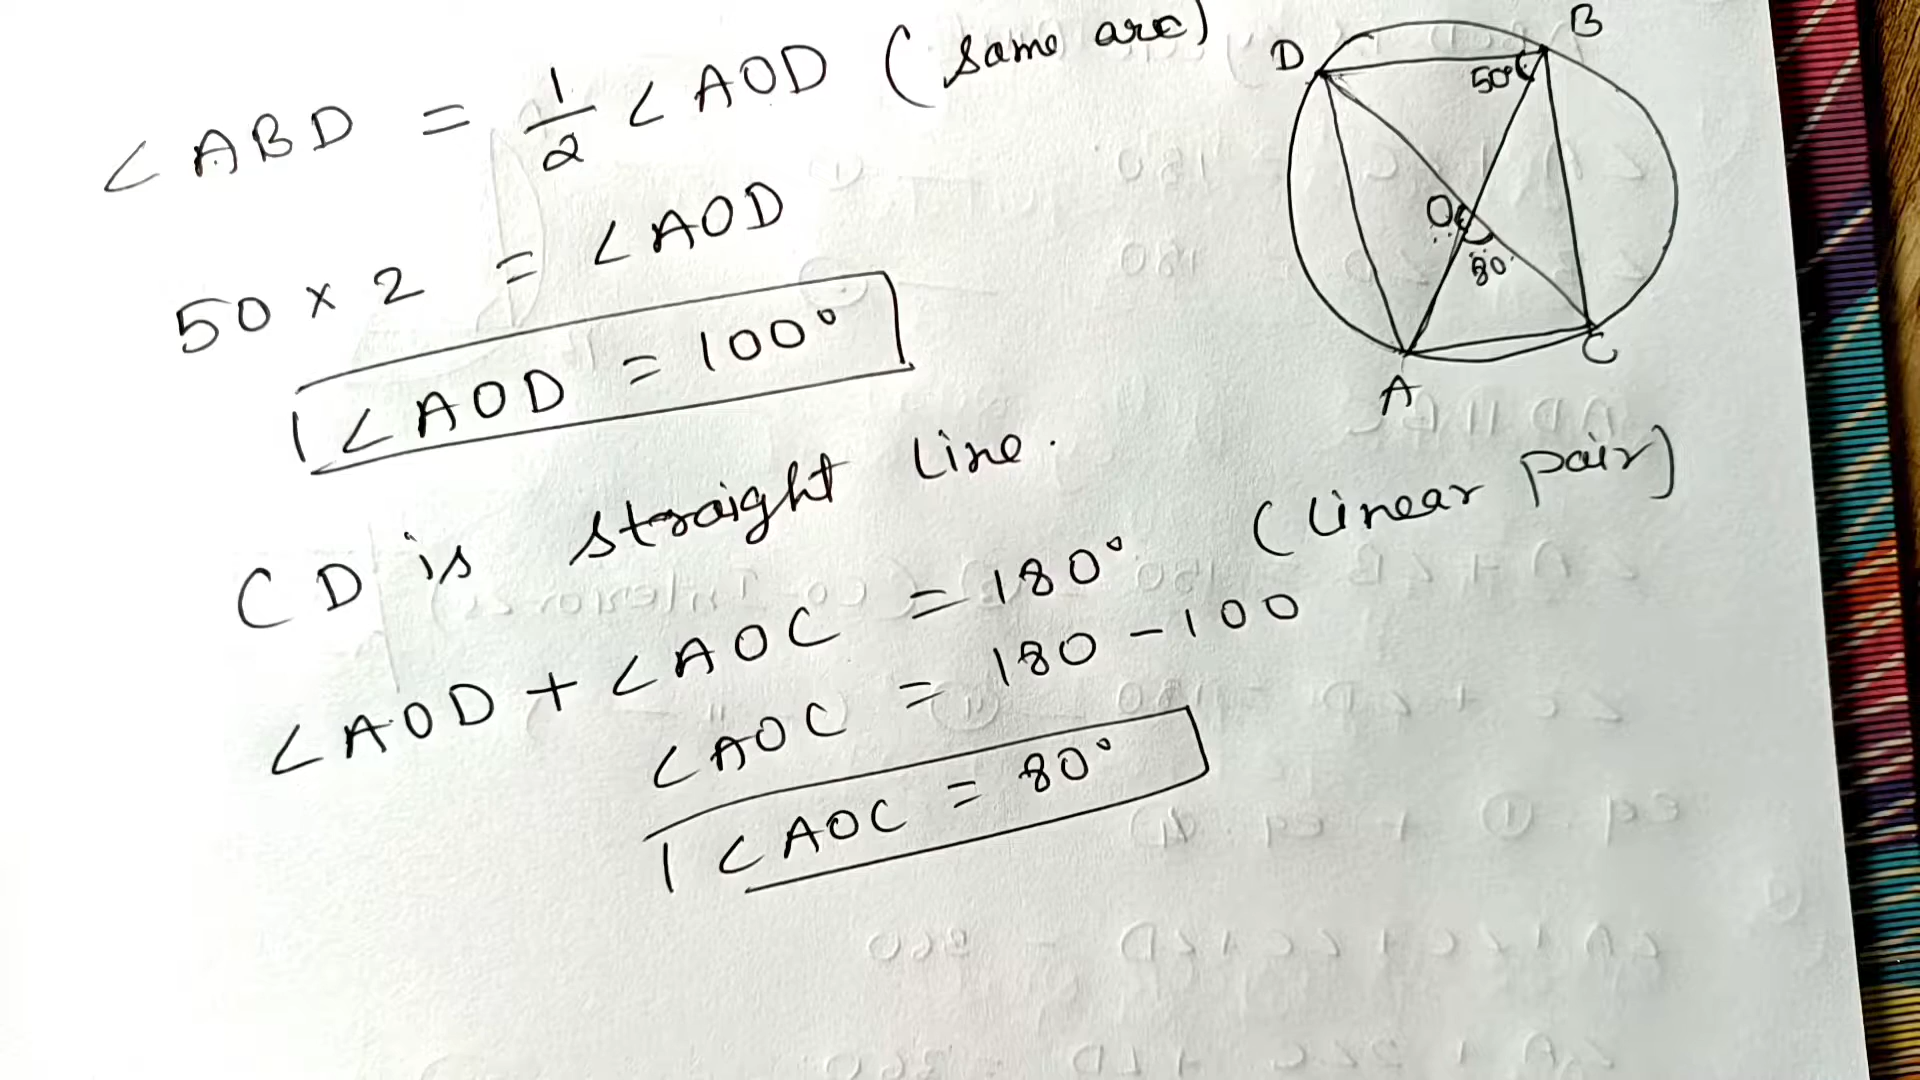 ∠ABD = 1/2 ∠AOD (same arc)
50 × 2 = ∠AOD
∠AOD = 100°
CD is straight line.
∠AOD + ∠AOC = 180° (linear pair)
∠AOC = 180 - 100
∠AOC = 80°
D
B
50°
O
80
A
C